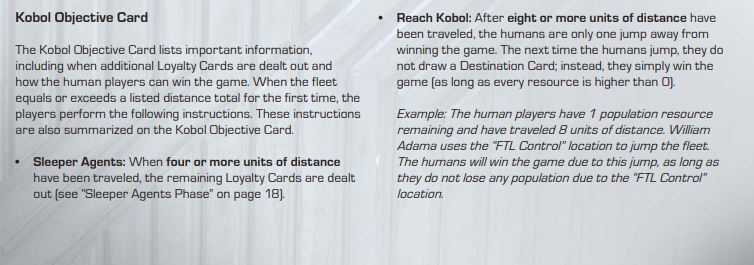 Kobol Objective Card
The Kobol Objective Card lists important information,
including when additional Loyalty Cards are dealt out and
how the human players can win the game. When the fleet
equals or exceeds a listed distance total for the first time, the
players perform the following instructions. These instructions
are also summarized on the Kobol Objective Card.
• Sleeper Agents: When four or more units of distance
have been traveled, the remaining Loyalty Cards are dealt
out (see "Sleeper Agents Phase" on page 18).
• Reach Kobol: After eight or more units of distance have
been traveled, the humans are only one jump away from
winning the game. The next time the humans jump, they do
not draw a Destination Card; instead, they simply win the
game (as long as every resource is higher than 0).
Example: The human players have 1 population resource
remaining and have traveled 8 units of distance. William
Adama uses the "FTL Control" location to jump the fleet.
The humans will win the game due to this jump, as long as
they do not lose any population due to the "FTL Control"
location.